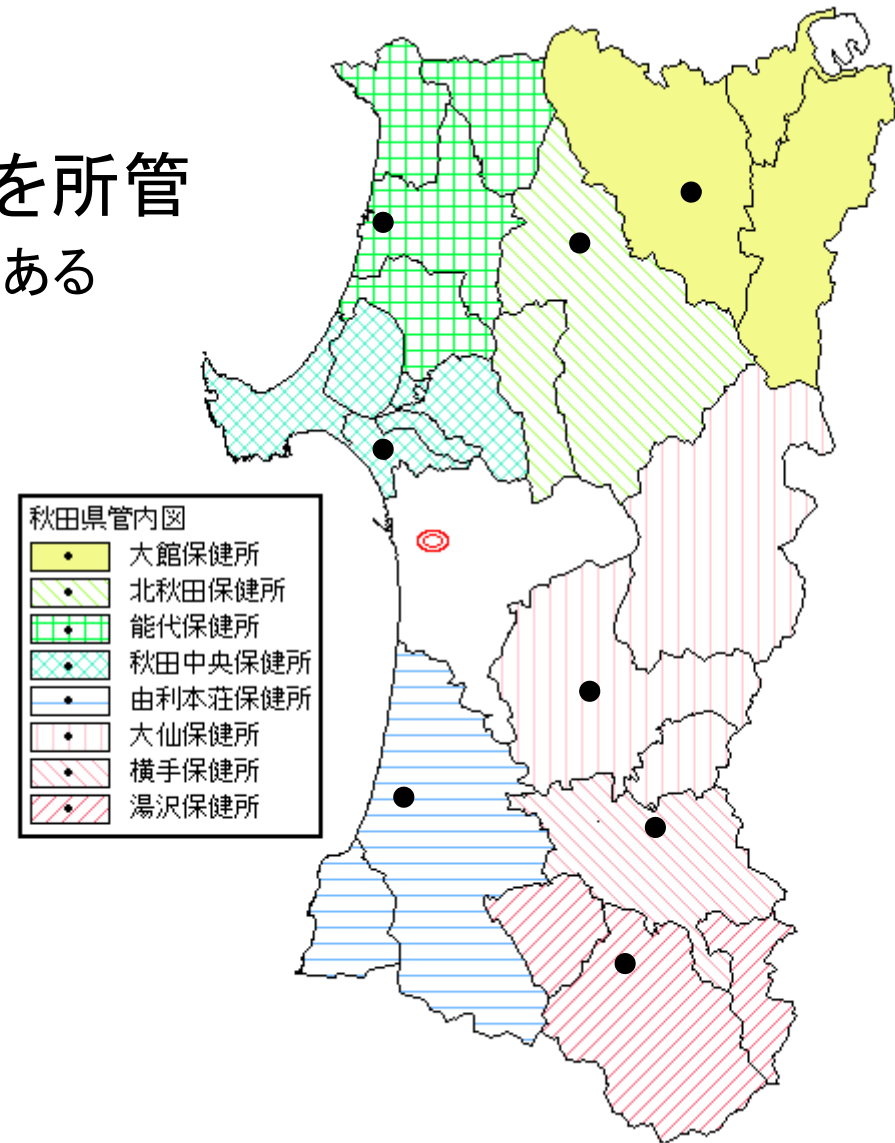 を所管
ある
秋田県管内図
大館保健所
北秋田保健所
能代保健所
秋田中央保健所
由利本荘保健所
大仙保健所
横手保健所
湯沢保健所